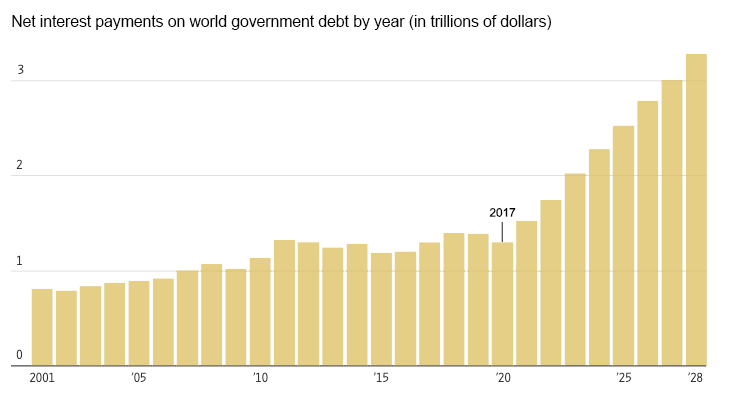 Net interest payments on world government debt by year (in trillions of dollars)
3
2
2017
1
0
2001 ’05 ’10 ’15 ’20 ’25 ’28